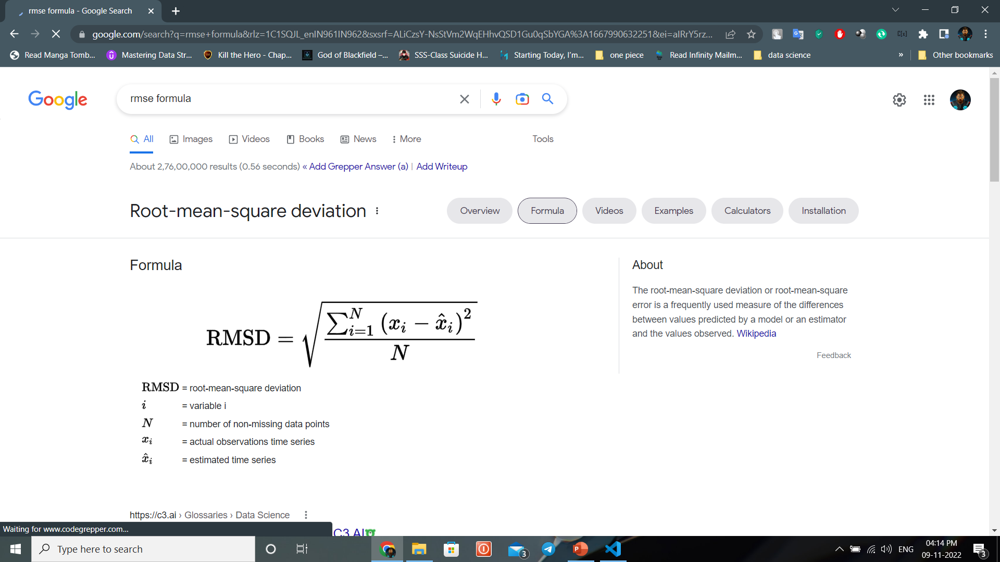 rmse formula - Google Search
google.com/search?q=rmse+formula&rlz=1C1SQJL_enIN961IN962&sxsrf=ALiCzsY-NsStVm2WqEHhvQSD1Gu0qSbYGA%3A1667990632251&ei=aIRrY5rz...
Read Manga Tomb... Mastering Data Str... Kill the Hero - Chap... God of Blackfield –... SSS-Class Suicide H... Starting Today, I'm... one piece Read Infinity Mailm... data science » Other bookmarks
Google
rmse formula
All Images Videos Books News More Tools
About 2,76,00,000 results (0.56 seconds) « Add Grepper Answer (a) | Add Writeup
Root-mean-square deviation
Overview Formula Videos Examples Calculators Installation
Formula
RMSD = √(∑_{i=1}^{N} (x_i − x̂_i)² / N)
RMSD = root-mean-square deviation
i = variable i
N = number of non-missing data points
x_i = actual observations time series
x̂_i = estimated time series
About
The root-mean-square deviation or root-mean-square
error is a frequently used measure of the differences
between values predicted by a model or an estimator
and the values observed. Wikipedia
Feedback
https://c3.ai › Glossaries › Data Science
C3 AI
Waiting for www.codegrepper.com...
Type here to search
3
ENG
04:14 PM
09-11-2022
3